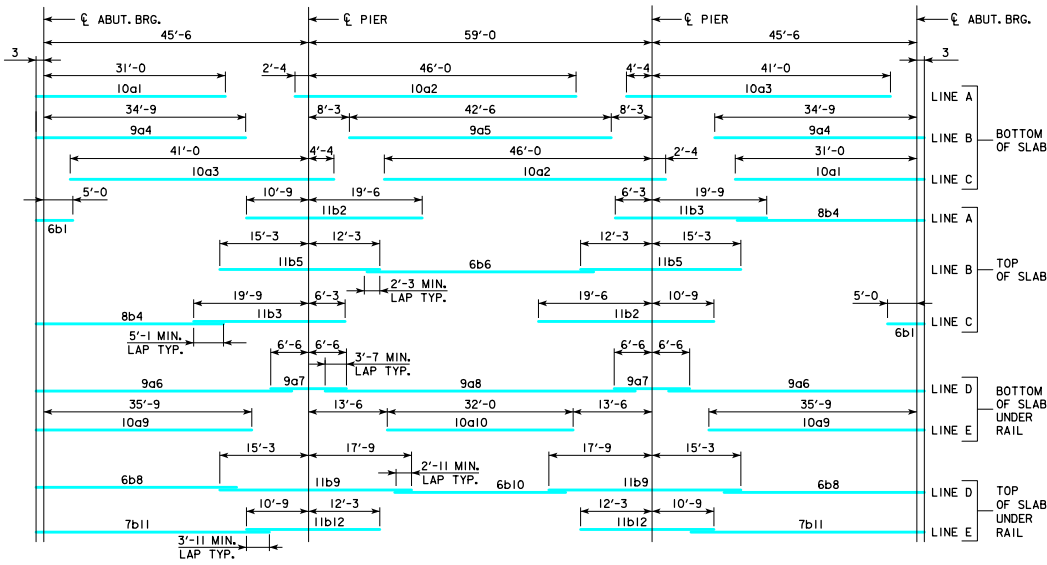 ℄ ABUT. BRG. ℄ PIER ℄ PIER ℄ ABUT. BRG.
45'-6 59'-0 45'-6
3 3
31'-0 2'-4 46'-0 4'-4 41'-0
10a1 10a2 10a3 LINE A
34'-9 8'-3 42'-6 8'-3 34'-9
9a4 9a5 9a4 LINE B
BOTTOM
OF SLAB
41'-0 4'-4 46'-0 2'-4 31'-0
10a3 10a2 10a1 LINE C
5'-0 10'-9 19'-6 6'-3 19'-9
6b1 11b2 11b3 8b4 LINE A
15'-3 12'-3 12'-3 15'-3
11b5 6b6 11b5 LINE B
TOP
OF SLAB
2'-3 MIN.
LAP TYP.
19'-9 6'-3 19'-6 10'-9 5'-0
8b4 11b3 11b2 6b1 LINE C
5'-1 MIN.
LAP TYP.
6'-6 6'-6 3'-7 MIN.
LAP TYP.
6'-6 6'-6
9a6 9a7 9a8 9a7 9a6 LINE D
BOTTOM
OF SLAB
UNDER
RAIL
35'-9 13'-6 32'-0 13'-6 35'-9
10a9 10a10 10a9 LINE E
15'-3 17'-9 17'-9 15'-3
2'-11 MIN.
LAP TYP.
6b8 11b9 6b10 11b9 6b8 LINE D
TOP
OF SLAB
UNDER
RAIL
10'-9 12'-3 12'-3 10'-9
7b11 11b12 11b12 7b11 LINE E
3'-11 MIN.
LAP TYP.